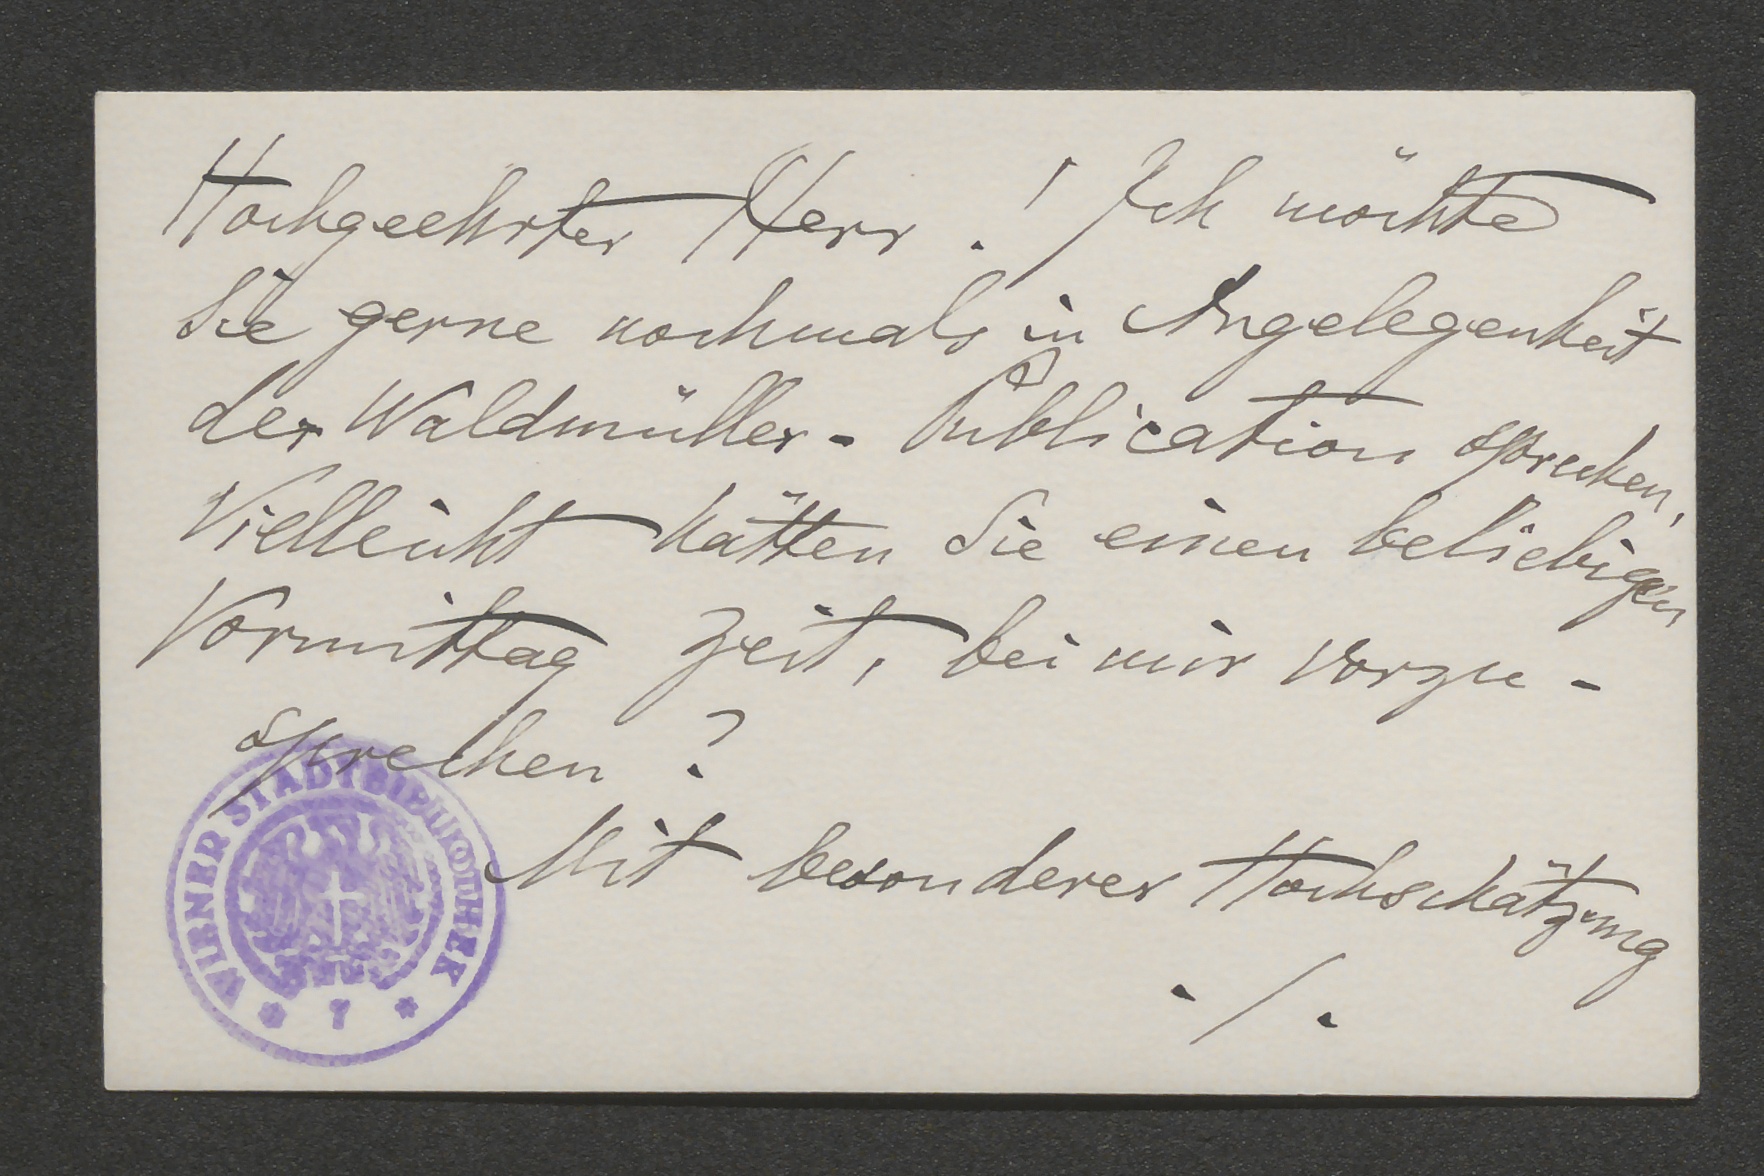 Hochgeehrter Herr! Ich möchte
Sie gerne nochmals in Angelegenheit
der Waldmüller-Publication sprechen,
Vielleicht hätten Sie einen beliebigen
Vormittag Zeit, bei mir vorzu-
sprechen?
Mit besonderer Hochschätzung
./.
WIENER STADTBIBLIOTHEK
* 7 *